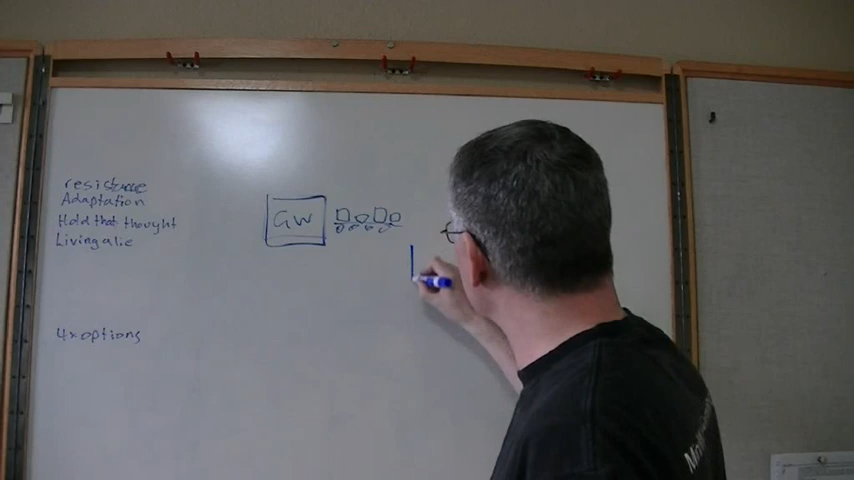 resistance
Adaptation
Hold that thought
Living a lie
GW
4x options